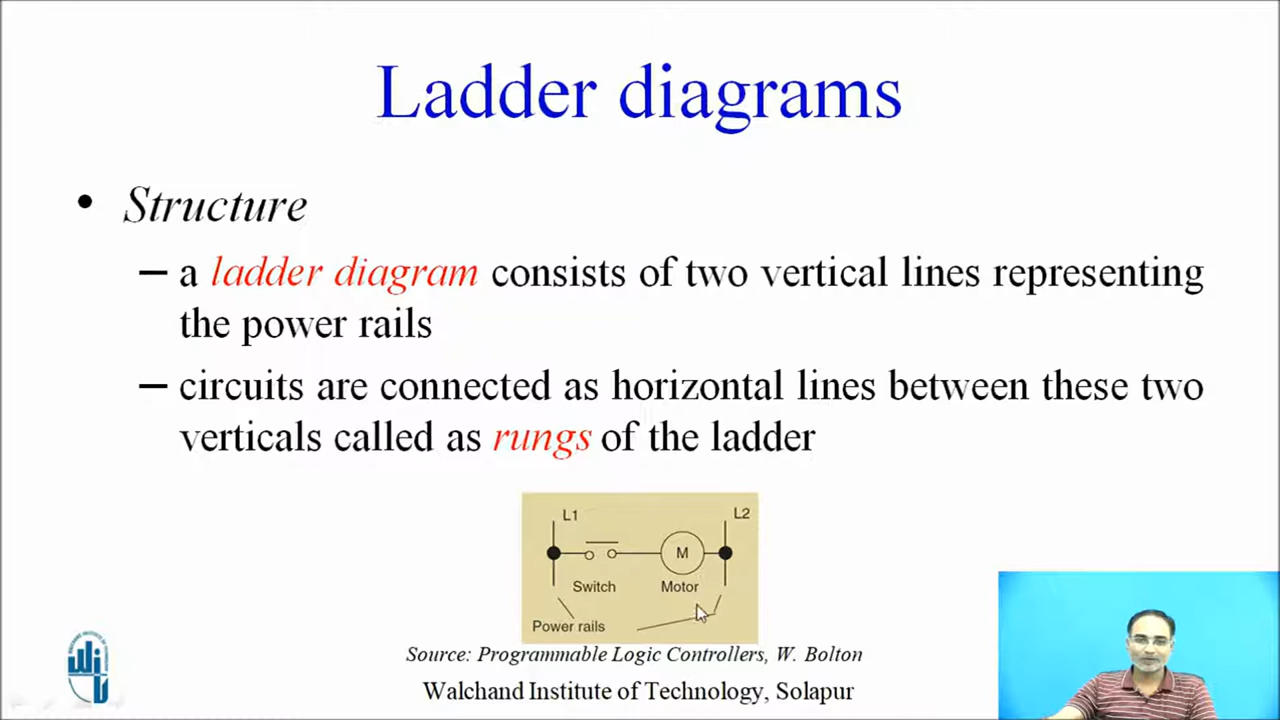 Ladder diagrams
• Structure
– a ladder diagram consists of two vertical lines representing
the power rails
– circuits are connected as horizontal lines between these two
verticals called as rungs of the ladder
L1
L2
M
Switch
Motor
Power rails
Source: Programmable Logic Controllers, W. Bolton
Walchand Institute of Technology, Solapur